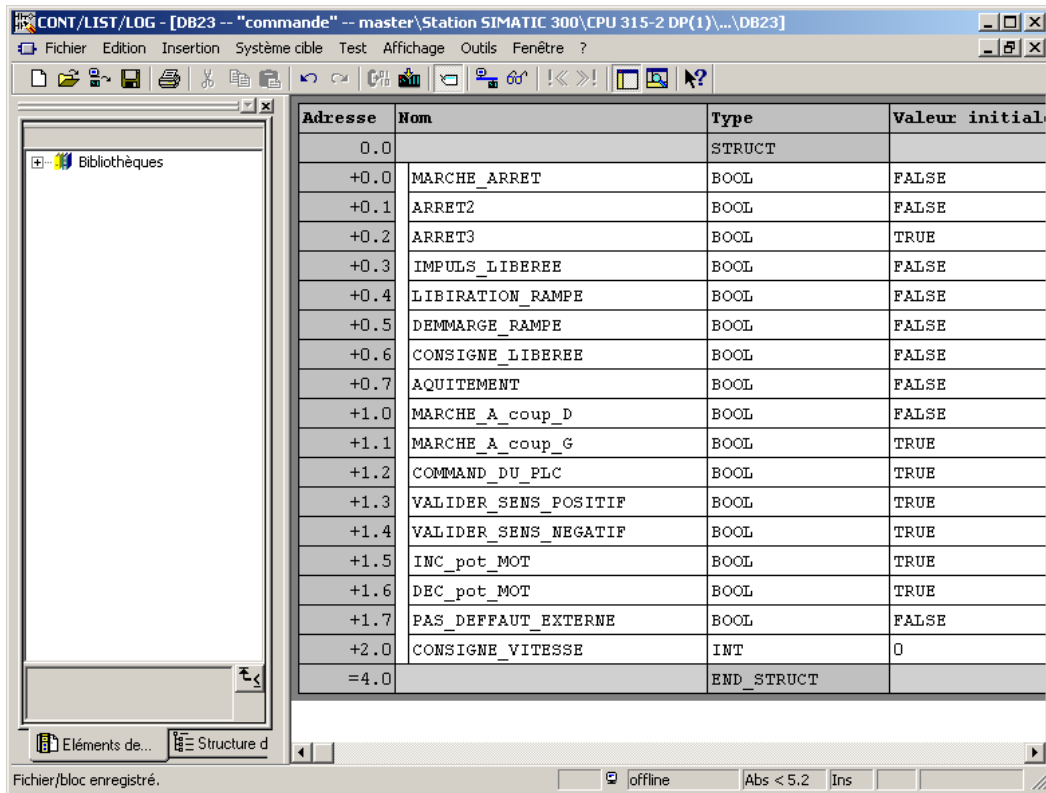 CONT/LIST/LOG - [DB23 -- "commande" -- master\Station SIMATIC 300\CPU 315-2 DP(1)\...\DB23]
Fichier Edition Insertion Système cible Test Affichage Outils Fenêtre ?
Bibliothèques
Adresse Nom Type Valeur initial
0.0 STRUCT
+0.0 MARCHE_ARRET BOOL FALSE
+0.1 ARRET2 BOOL FALSE
+0.2 ARRET3 BOOL TRUE
+0.3 IMPULS_LIBEREE BOOL FALSE
+0.4 LIBIRATION_RAMPE BOOL FALSE
+0.5 DEMMARGE_RAMPE BOOL FALSE
+0.6 CONSIGNE_LIBEREE BOOL FALSE
+0.7 AQUITEMENT BOOL FALSE
+1.0 MARCHE_A_coup_D BOOL FALSE
+1.1 MARCHE_A_coup_G BOOL TRUE
+1.2 COMMAND_DU_PLC BOOL TRUE
+1.3 VALIDER_SENS_POSITIF BOOL TRUE
+1.4 VALIDER_SENS_NEGATIF BOOL TRUE
+1.5 INC_pot_MOT BOOL TRUE
+1.6 DEC_pot_MOT BOOL TRUE
+1.7 PAS_DEFFAUT_EXTERNE BOOL FALSE
+2.0 CONSIGNE_VITESSE INT 0
=4.0 END_STRUCT
Eléments de... Structure d
Fichier/bloc enregistré. offline Abs < 5.2 Ins